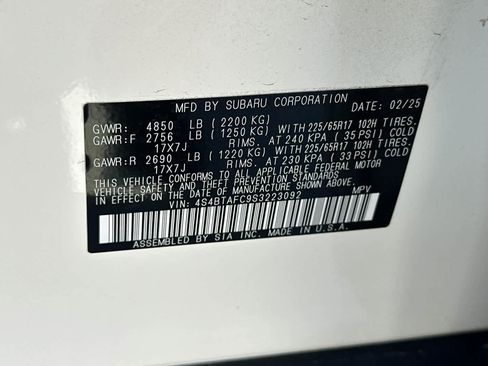 MFD BY SUBARU CORPORATION DATE: 02/25
GVWR: 4850 LB ( 2200 KG)
GAWR:F 2756 LB ( 1250 KG) WITH 225/65R17 102H TIRES.
17X7J RIMS. AT 240 KPA ( 35 PSI) COLD
GAWR:R 2690 LB ( 1220 KG) WITH 225/65R17 102H TIRES.
17X7J RIMS. AT 230 KPA ( 33 PSI) COLD
THIS VEHICLE CONFORMS TO ALL APPLICABLE FEDERAL MOTOR
VEHICLE SAFETY AND THEFT PREVENTION STANDARDS
IN EFFECT ON THE DATE OF MANUFACTURE SHOWN ABOVE.
VIN: 4S4BTAFC9S3223092 MPV
ASSEMBLED BY SIA INC. MADE IN U.S.A.